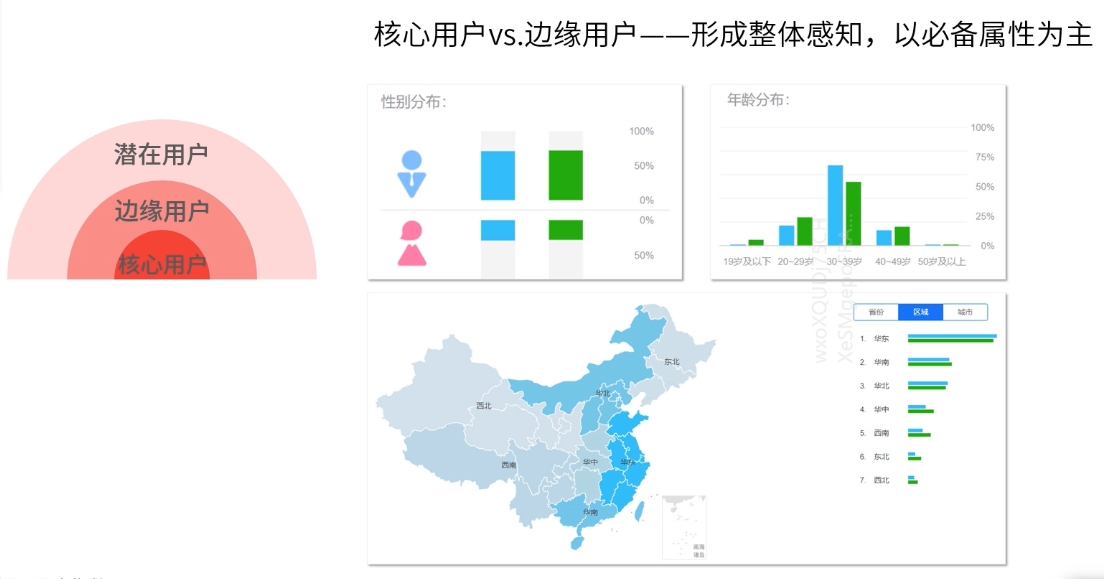 核心用户vs.边缘用户——形成整体感知，以必备属性为主
潜在用户
边缘用户
核心用户
性别分布：
100%
50%
0%
0%
50%
年龄分布：
100%
75%
50%
25%
0%
19岁及以下 20~29岁 30~39岁 40~49岁 50岁及以上
东北
华北
西北
西南
华中
华东
华南
南海
诸岛
省份 区域 城市
1. 华东
2. 华南
3. 华北
4. 华中
5. 西南
6. 东北
7. 西北